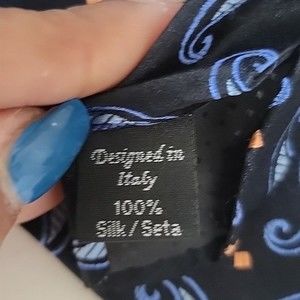 Designed in
Italy
100%
Silk / Seta